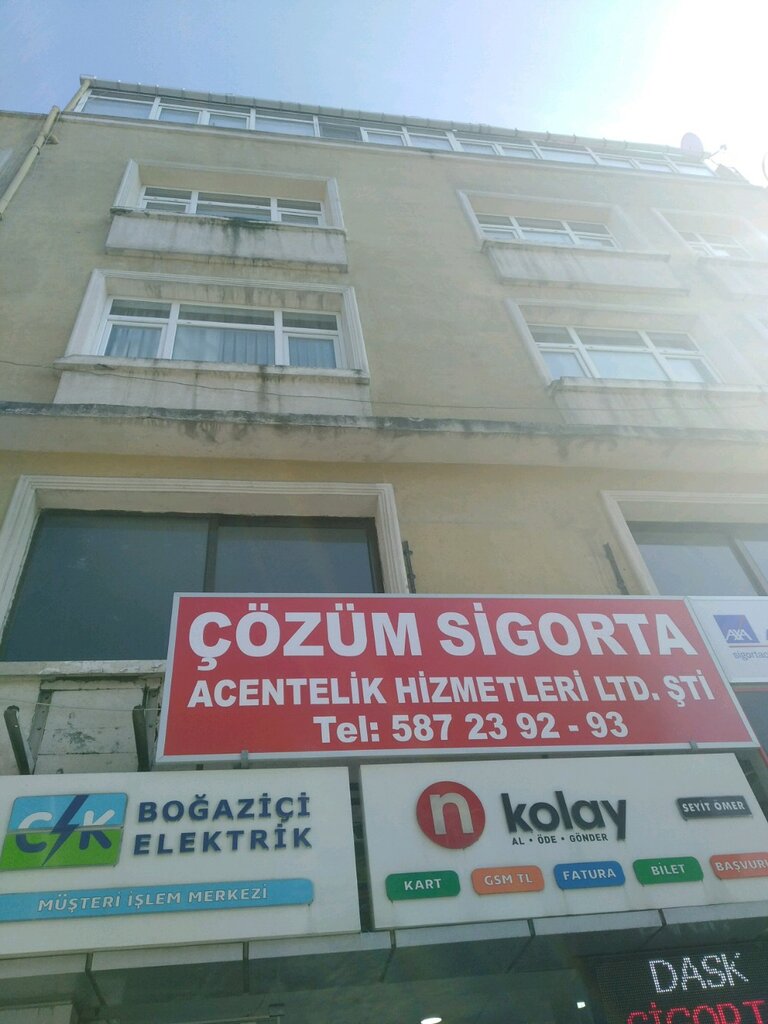 ÇÖZÜM SİGORTA
ACENTELİK HİZMETLERİ LTD. ŞTİ
Tel: 587 23 92 - 93
AXA
CK BOĞAZİÇİ
ELEKTRİK
MÜŞTERİ İŞLEM MERKEZİ
n kolay
AL • ÖDE • GÖNDER
SEYİT ÖMER
KART
GSM TL
FATURA
BİLET
DASK